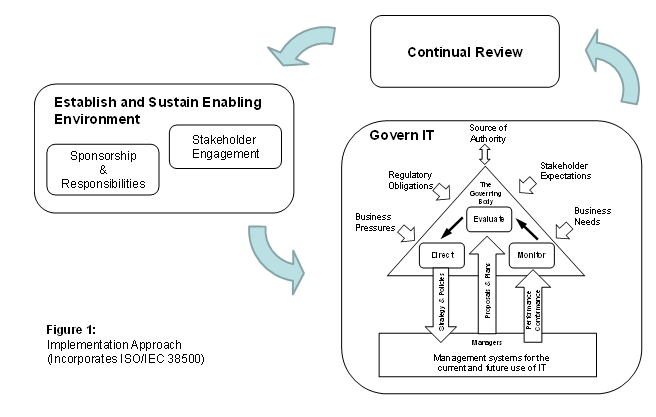 Continual Review
Establish and Sustain Enabling
Environment
Sponsorship
&
Responsibilities
Stakeholder
Engagement
Govern IT
Source of
Authority
Regulatory
Obligations
Stakeholder
Expectations
The
Governing
Body
Business
Pressures
Business
Needs
Evaluate
Direct
Monitor
Strategy & Policies
Proposals & Plans
Performance
Conformance
Managers
Management systems for the
current and future use of IT
Figure 1:
Implementation Approach
(Incorporates ISO/IEC 38500)